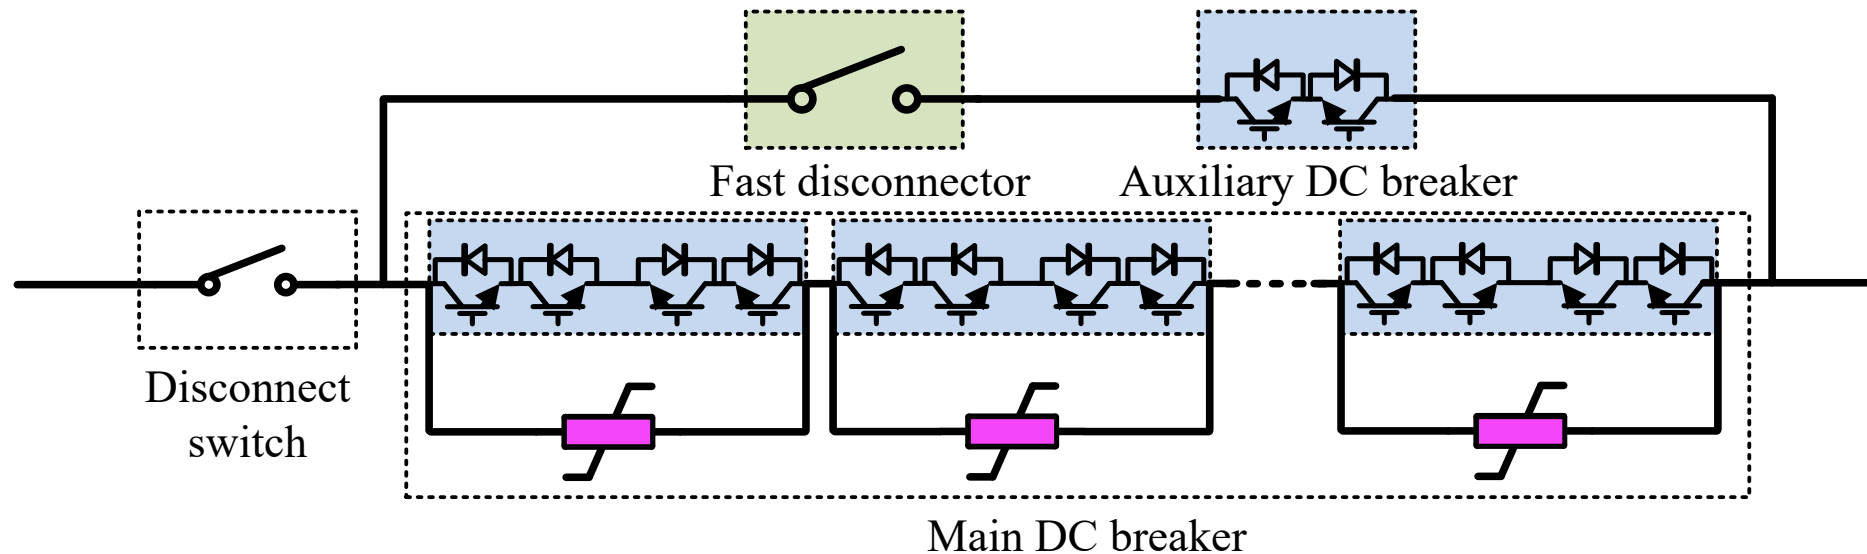 Fast disconnector
Auxiliary DC breaker
Disconnect
switch
Main DC breaker